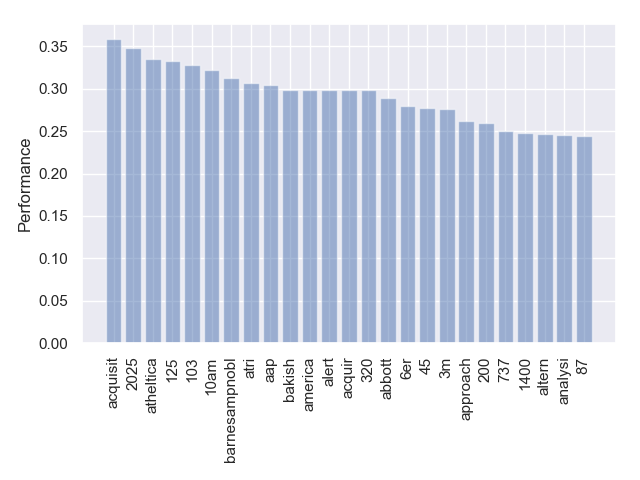 0.35
0.30
0.25
0.20
0.15
0.10
0.05
0.00
Performance
acquisit
2025
atheltica
125
103
10am
barnesampnobl
atri
aap
bakish
america
alert
acquir
320
abbott
6er
45
3m
approach
200
737
1400
altern
analysi
87